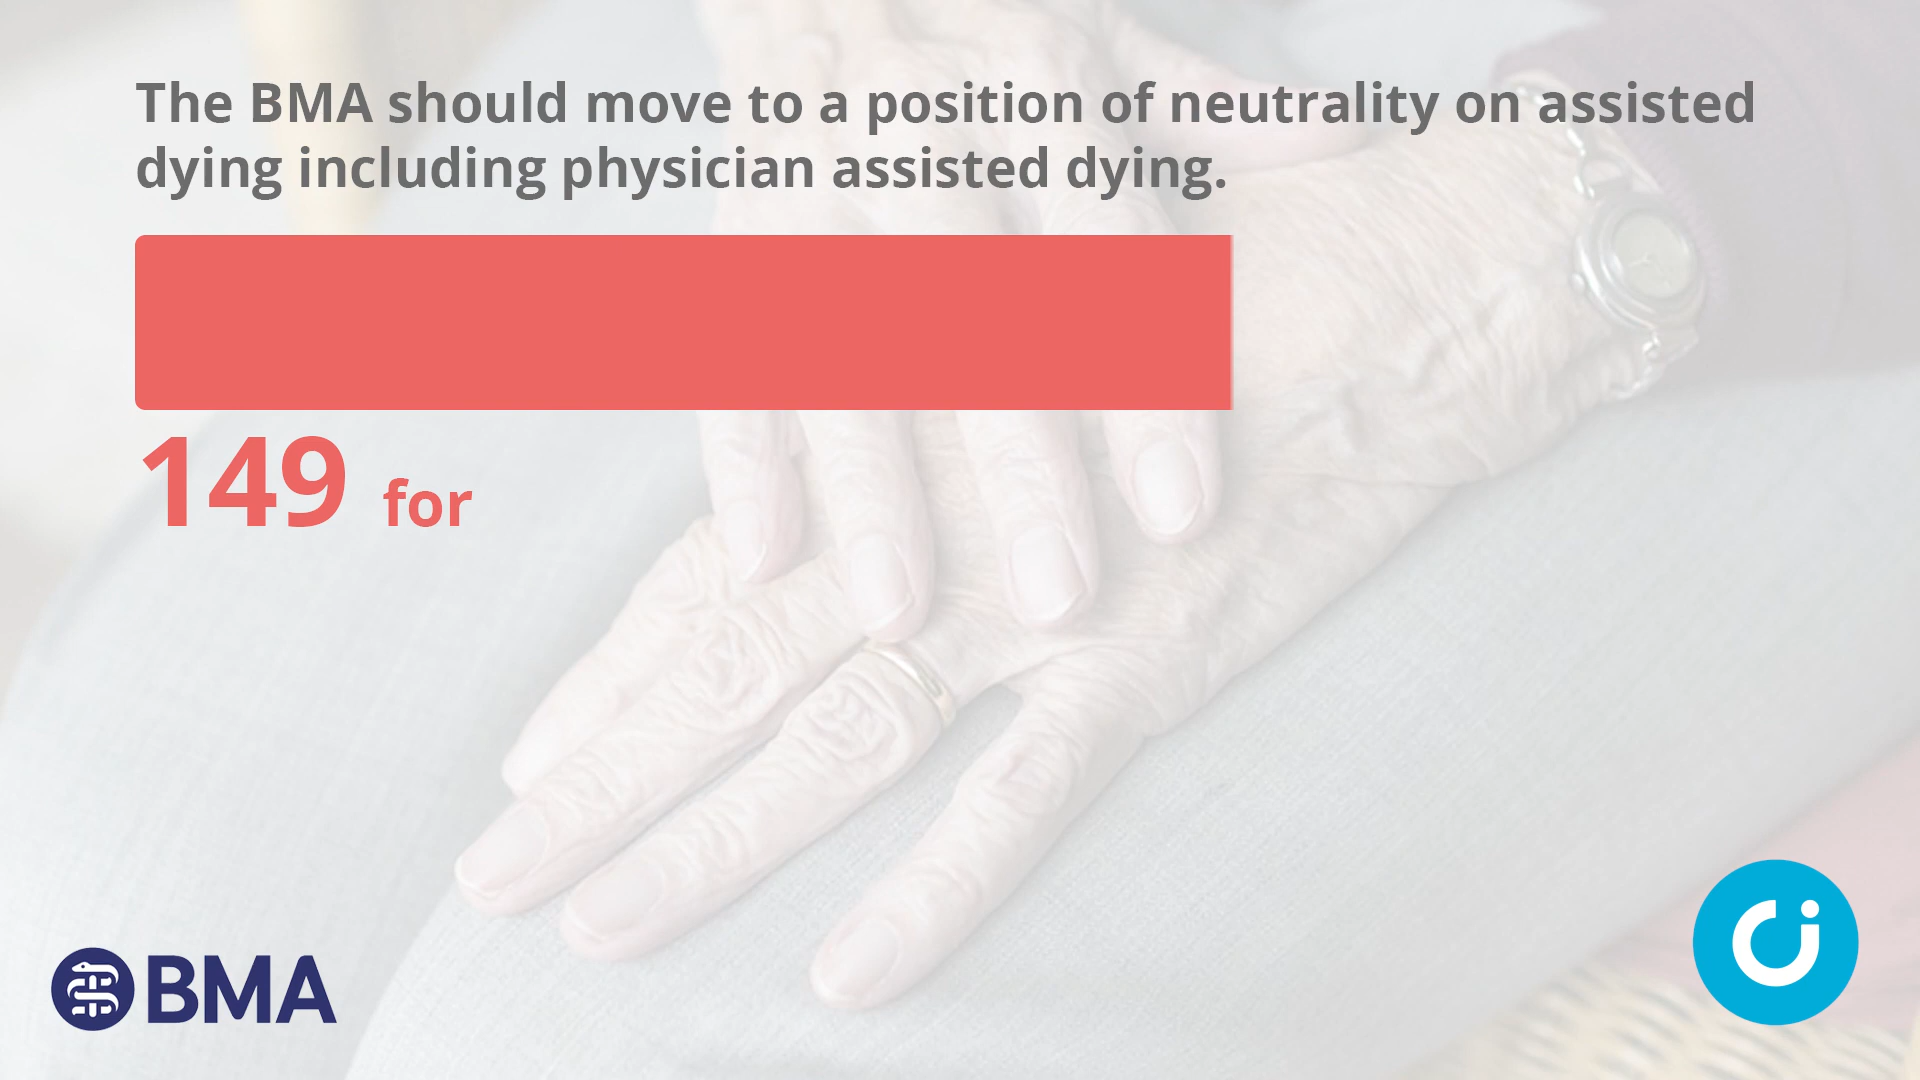 The BMA should move to a position of neutrality on assisted
dying including physician assisted dying.
149 for
BMA